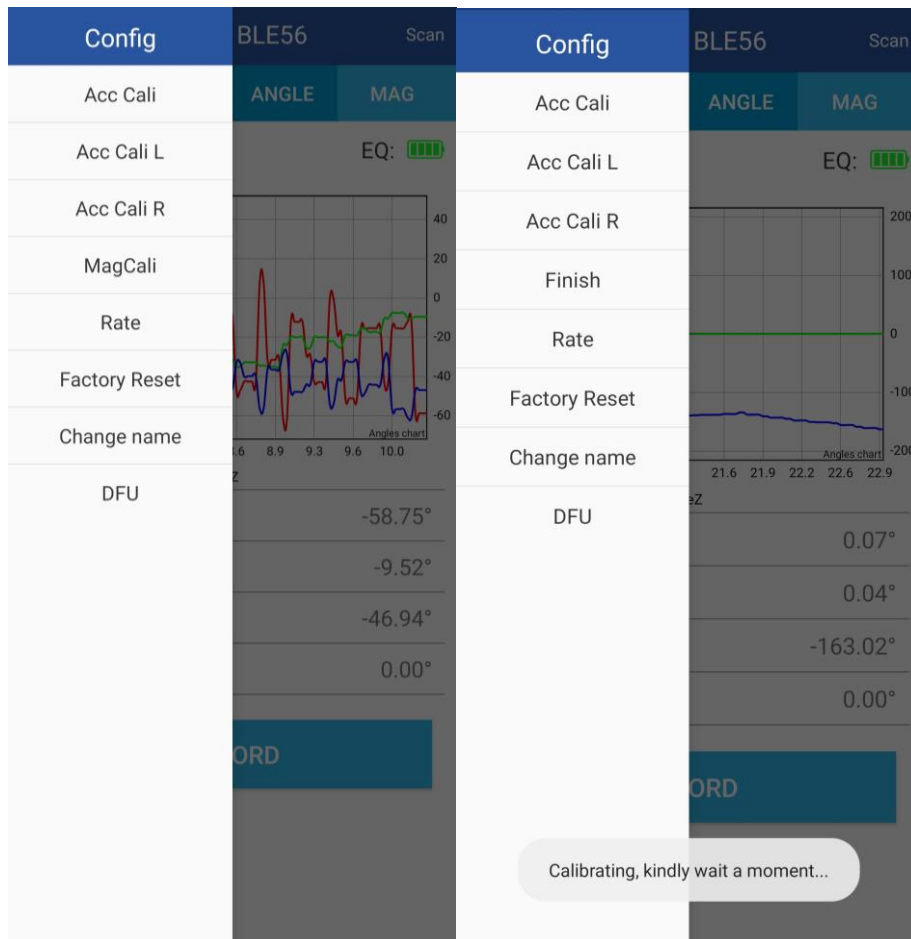 Config
BLE56
Scan
Acc Cali
ANGLE
MAG
Acc Cali L
EQ:
Acc Cali R
40
MagCali
20
0
Rate
-20
Factory Reset
-40
-60
Change name
Angles chart
.6 8.9 9.3 9.6 10.0
Z
DFU
-58.75°
-9.52°
-46.94°
0.00°
ORD
Config
BLE56
Scan
Acc Cali
ANGLE
MAG
Acc Cali L
EQ:
Acc Cali R
200
Finish
100
Rate
0
Factory Reset
-100
Change name
Angles chart
-200
21.6 21.9 22.2 22.6 22.9
eZ
DFU
0.07°
0.04°
-163.02°
0.00°
ORD
Calibrating, kindly wait a moment...